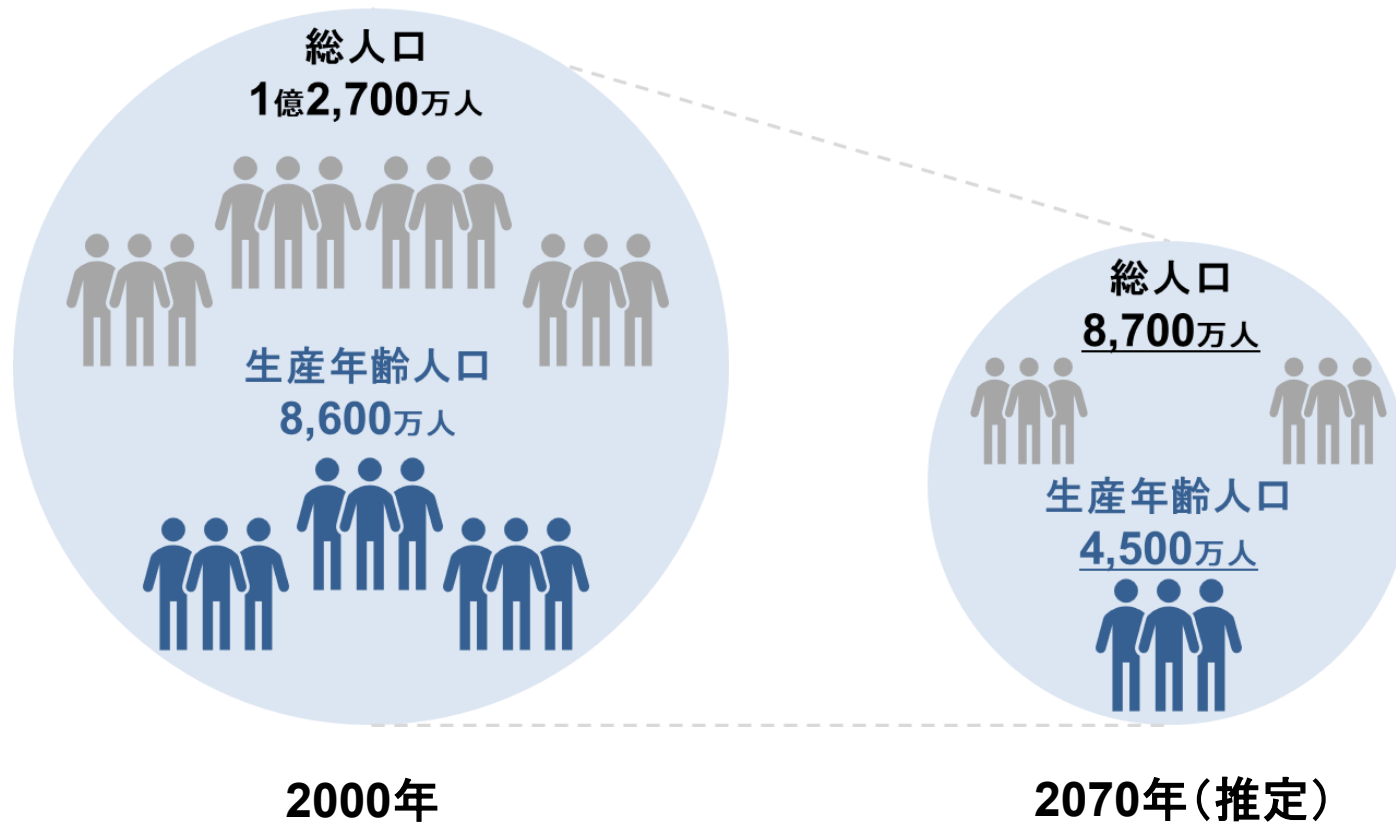 総人口
1億2,700万人
生産年齢人口
8,600万人
2000年
総人口
8,700万人
生産年齢人口
4,500万人
2070年（推定）